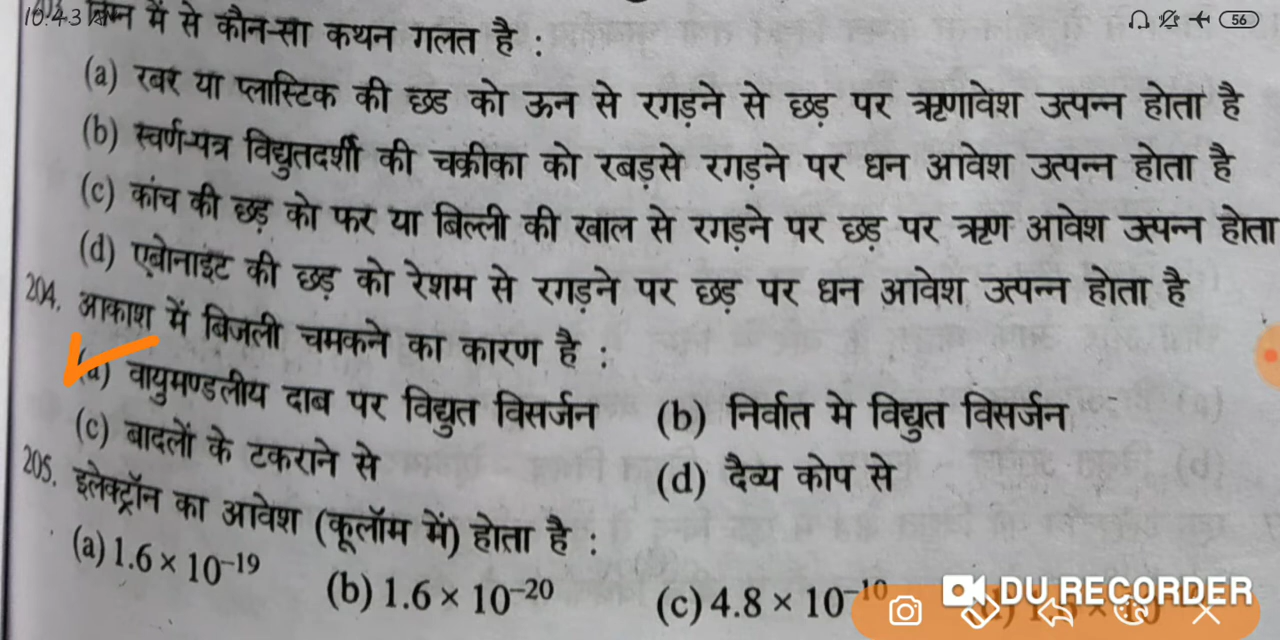 10:43
निम्न में से कौन-सा कथन गलत है :
56
(a) रबर या प्लास्टिक की छड को ऊन से रगड़ने से छड़ पर ऋणावेश उत्पन्न होता है
(b) स्वर्ण-पत्र विद्युतदर्शी की चक्रीका को रबड़से रगड़ने पर धन आवेश उत्पन्न होता है
(c) कांच की छड़ को फर या बिल्ली की खाल से रगड़ने पर छड़ पर ऋण आवेश उत्पन्न होता
(d) एबोनाइट की छड़ को रेशम से रगड़ने पर छड़ पर धन आवेश उत्पन्न होता है
204. आकाश में बिजली चमकने का कारण है :
(a) वायुमण्डलीय दाब पर विद्युत विसर्जन (b) निर्वात मे विद्युत विसर्जन
(c) बादलों के टकराने से (d) दैव्य कोप से
205. इलेक्ट्रॉन का आवेश (कूलॉम में) होता है :
(a) 1.6 × 10⁻¹⁹ (b) 1.6 × 10⁻²⁰ (c) 4.8 × 10⁻¹⁰
DU RECORDER